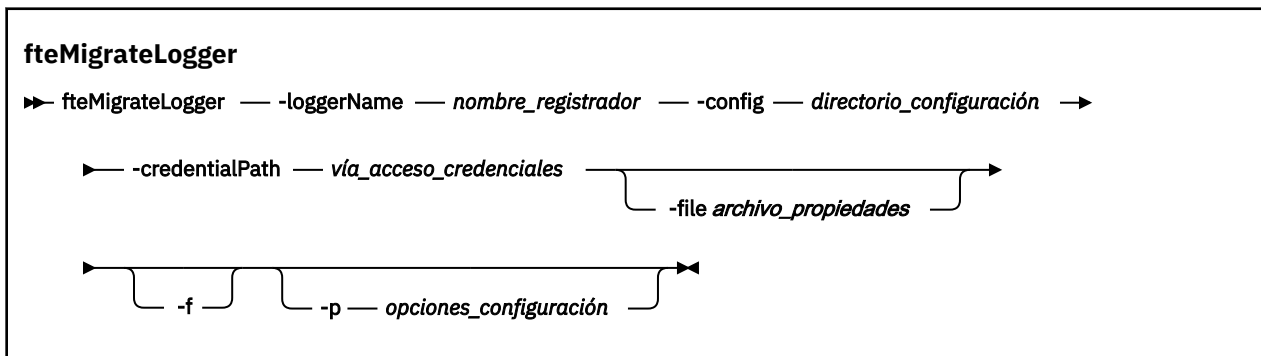 fteMigrateLogger
fteMigrateLogger -loggerName nombre_registrador -config directorio_configuración
-credentialPath vía_acceso_credenciales
-file archivo_propiedades
-f -p opciones_configuración